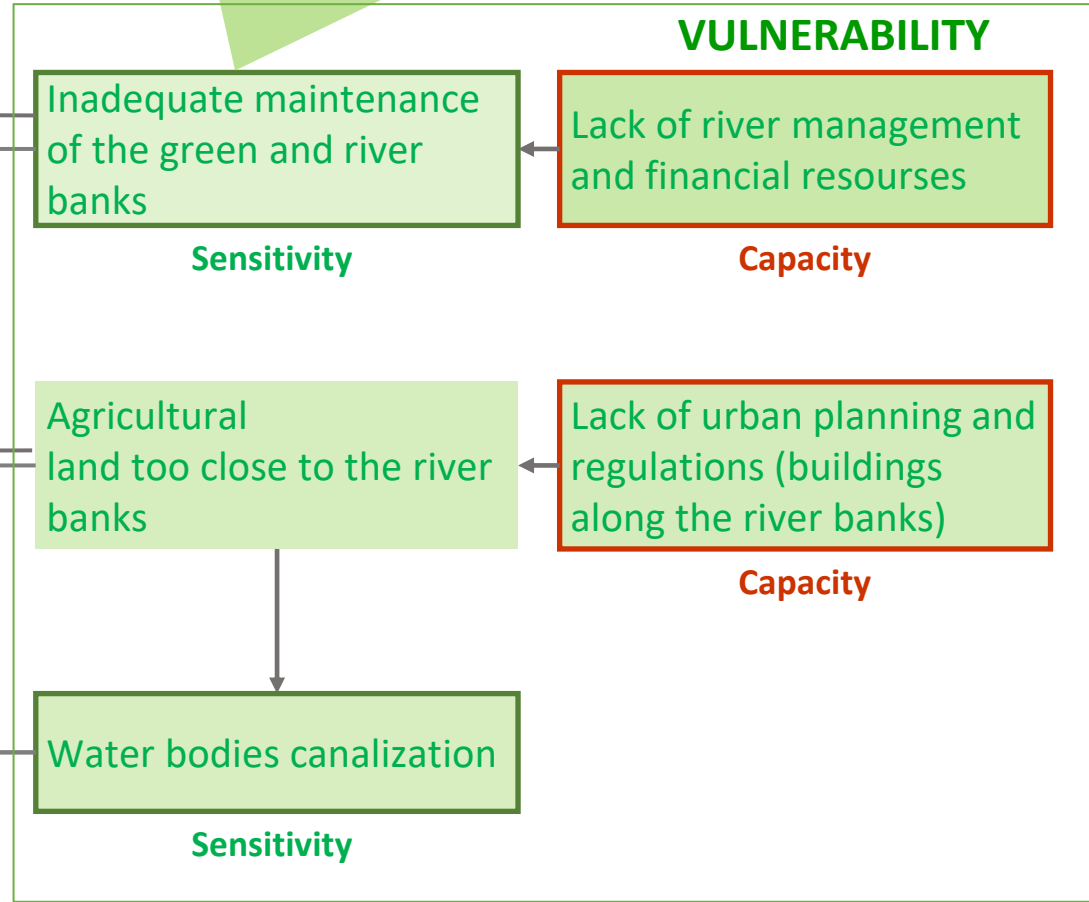 VULNERABILITY
Inadequate maintenance
of the green and river
banks
Sensitivity
Lack of river management
and financial resourses
Capacity
Agricultural
land too close to the river
banks
Lack of urban planning and
regulations (buildings
along the river banks)
Capacity
Water bodies canalization
Sensitivity